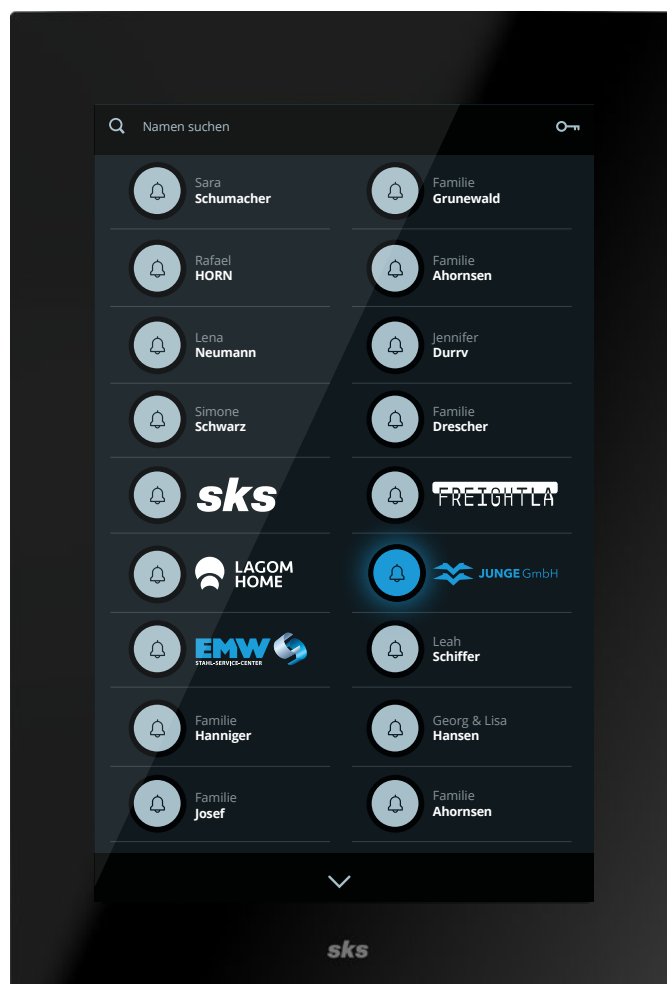 Namen suchen
Sara
Schumacher
Familie
Grunewald
Rafael
HORN
Familie
Ahornsen
Lena
Neumann
Jennifer
Durrv
Simone
Schwarz
Familie
Drescher
sks
FREIGHTLA
LAGOM
HOME
JUNGE GmbH
EMW
STAHL-SERVICE-CENTER
Leah
Schiffer
Familie
Hanniger
Georg & Lisa
Hansen
Familie
Josef
Familie
Ahornsen
sks